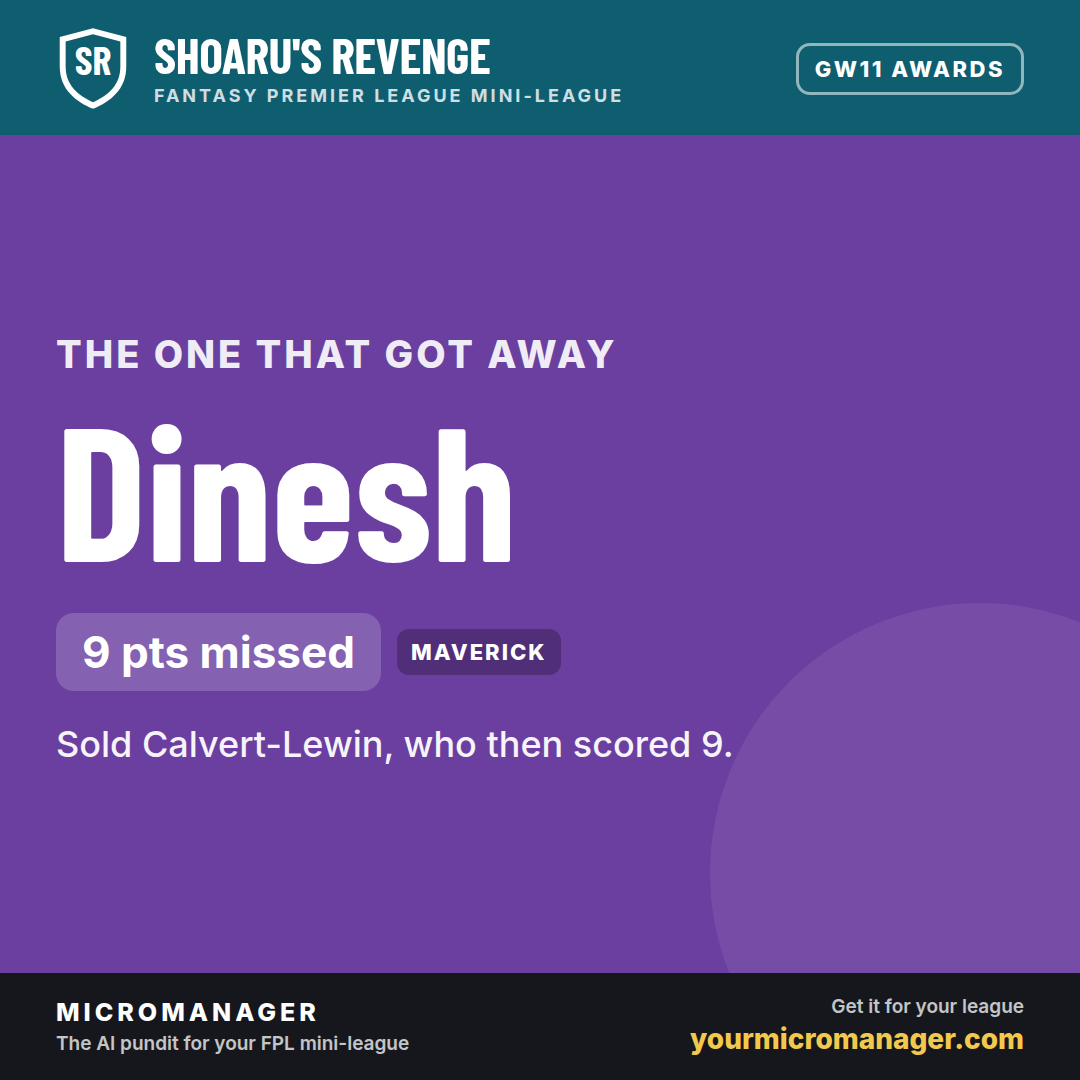 SR
SHOARU'S REVENGE
FANTASY PREMIER LEAGUE MINI-LEAGUE
GW11 AWARDS
THE ONE THAT GOT AWAY
Dinesh
9 pts missed
MAVERICK
Sold Calvert-Lewin, who then scored 9.
MICROMANAGER
The AI pundit for your FPL mini-league
Get it for your league
yourmicromanager.com